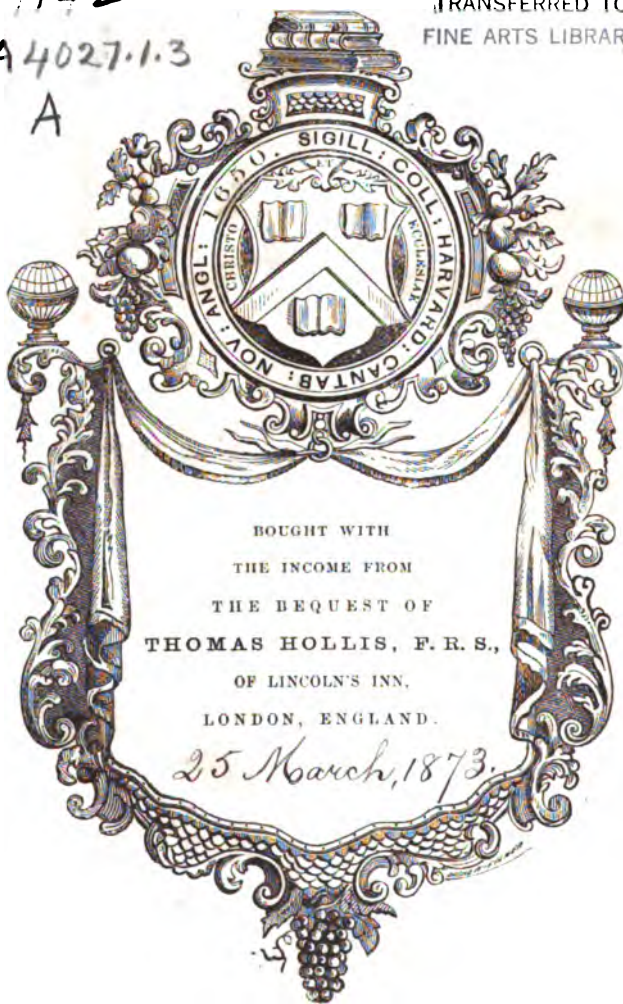 TRANSFERRED TO
FINE ARTS LIBRAR
A4027.1.3
A
1650. SIGILL: COLL: HARVARD: CANTAB: NOV: ANGL:
ET
CHRISTO
ECCLESIAE
BOUGHT WITH
THE INCOME FROM
THE BEQUEST OF
THOMAS HOLLIS, F. R. S.,
OF LINCOLN'S INN,
LONDON, ENGLAND.
25 March, 1873.